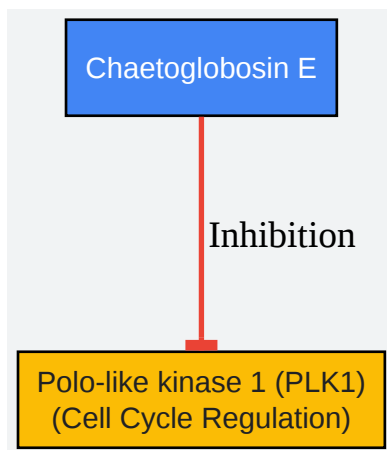 Chaetoglobosin E
Inhibition
Polo-like kinase 1 (PLK1)
(Cell Cycle Regulation)